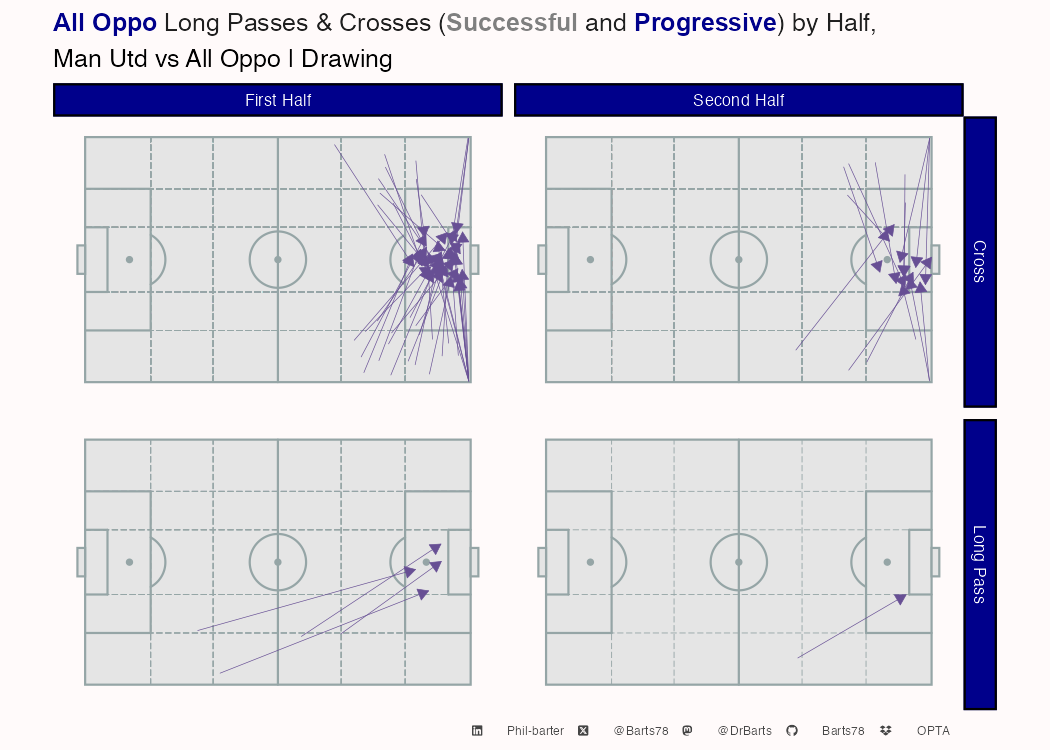 All Oppo Long Passes & Crosses (Successful and Progressive) by Half,
Man Utd vs All Oppo | Drawing
First Half
Second Half
Cross
Long Pass
Phil-barter @Barts78 @DrBarts Barts78 OPTA